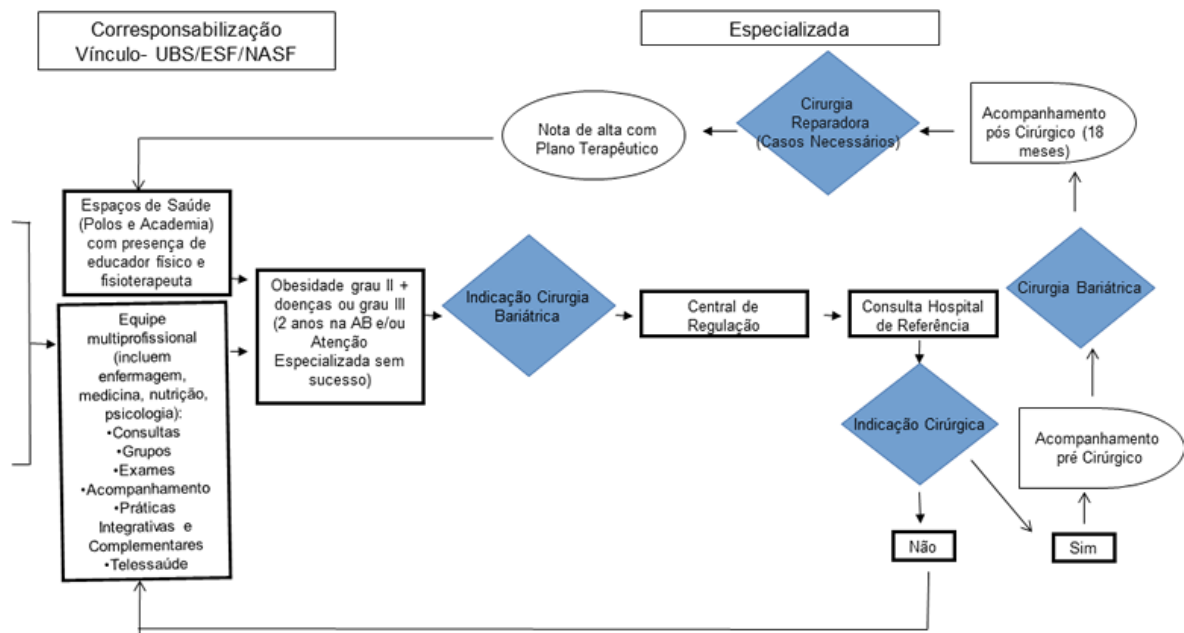 Corresponsabilização
Vínculo- UBS/ESF/NASF
Especializada
Cirurgia
Reparadora
(Casos Necessários)
Acompanhamento
pós Cirúrgico (18
meses)
Nota de alta com
Plano Terapêutico
Espaços de Saúde
(Polos e Academia)
com presença de
educador físico e
fisioterapeuta
Equipe
multiprofissional
(incluem
enfermagem,
medicina, nutrição,
psicologia):
•Consultas
•Grupos
•Exames
•Acompanhamento
•Práticas
Integrativas e
Complementares
•Telessaúde
Obesidade grau II +
doenças ou grau III
(2 anos na AB e/ou
Atenção
Especializada sem
sucesso)
Indicação Cirurgia
Bariátrica
Central de
Regulação
Consulta Hospital
de Referência
Cirurgia Bariátrica
Indicação Cirúrgica
Acompanhamento
pré Cirúrgico
Não
Sim